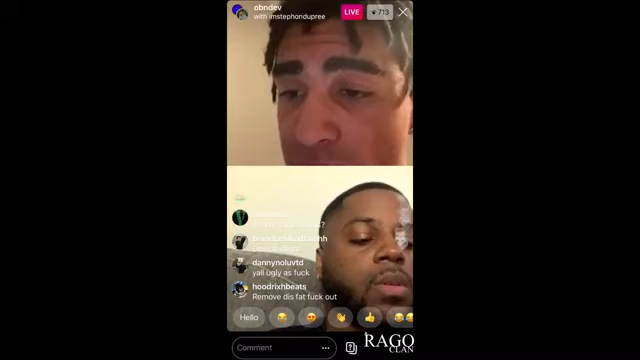 obndev
with imstephondupree
LIVE
713
dannynoluvtd
yall ugly as fuck
hoodrixhbeats
Remove dis fat fuck out
Hello
Comment
RAGO
CLAN